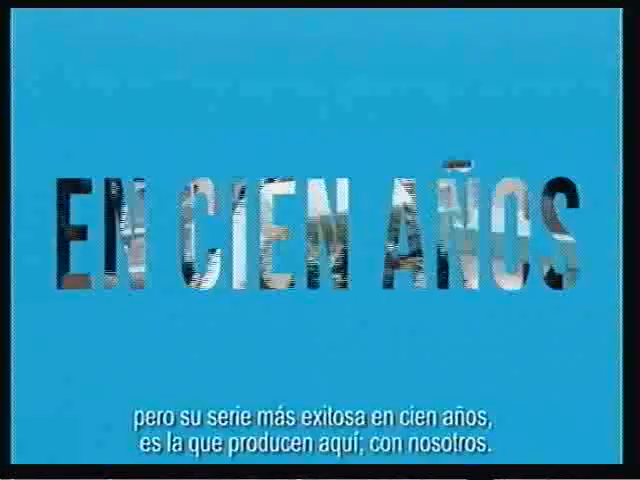 EN CIEN AÑOS
pero su serie más exitosa en cien años,
es la que producen aquí; con nosotros.